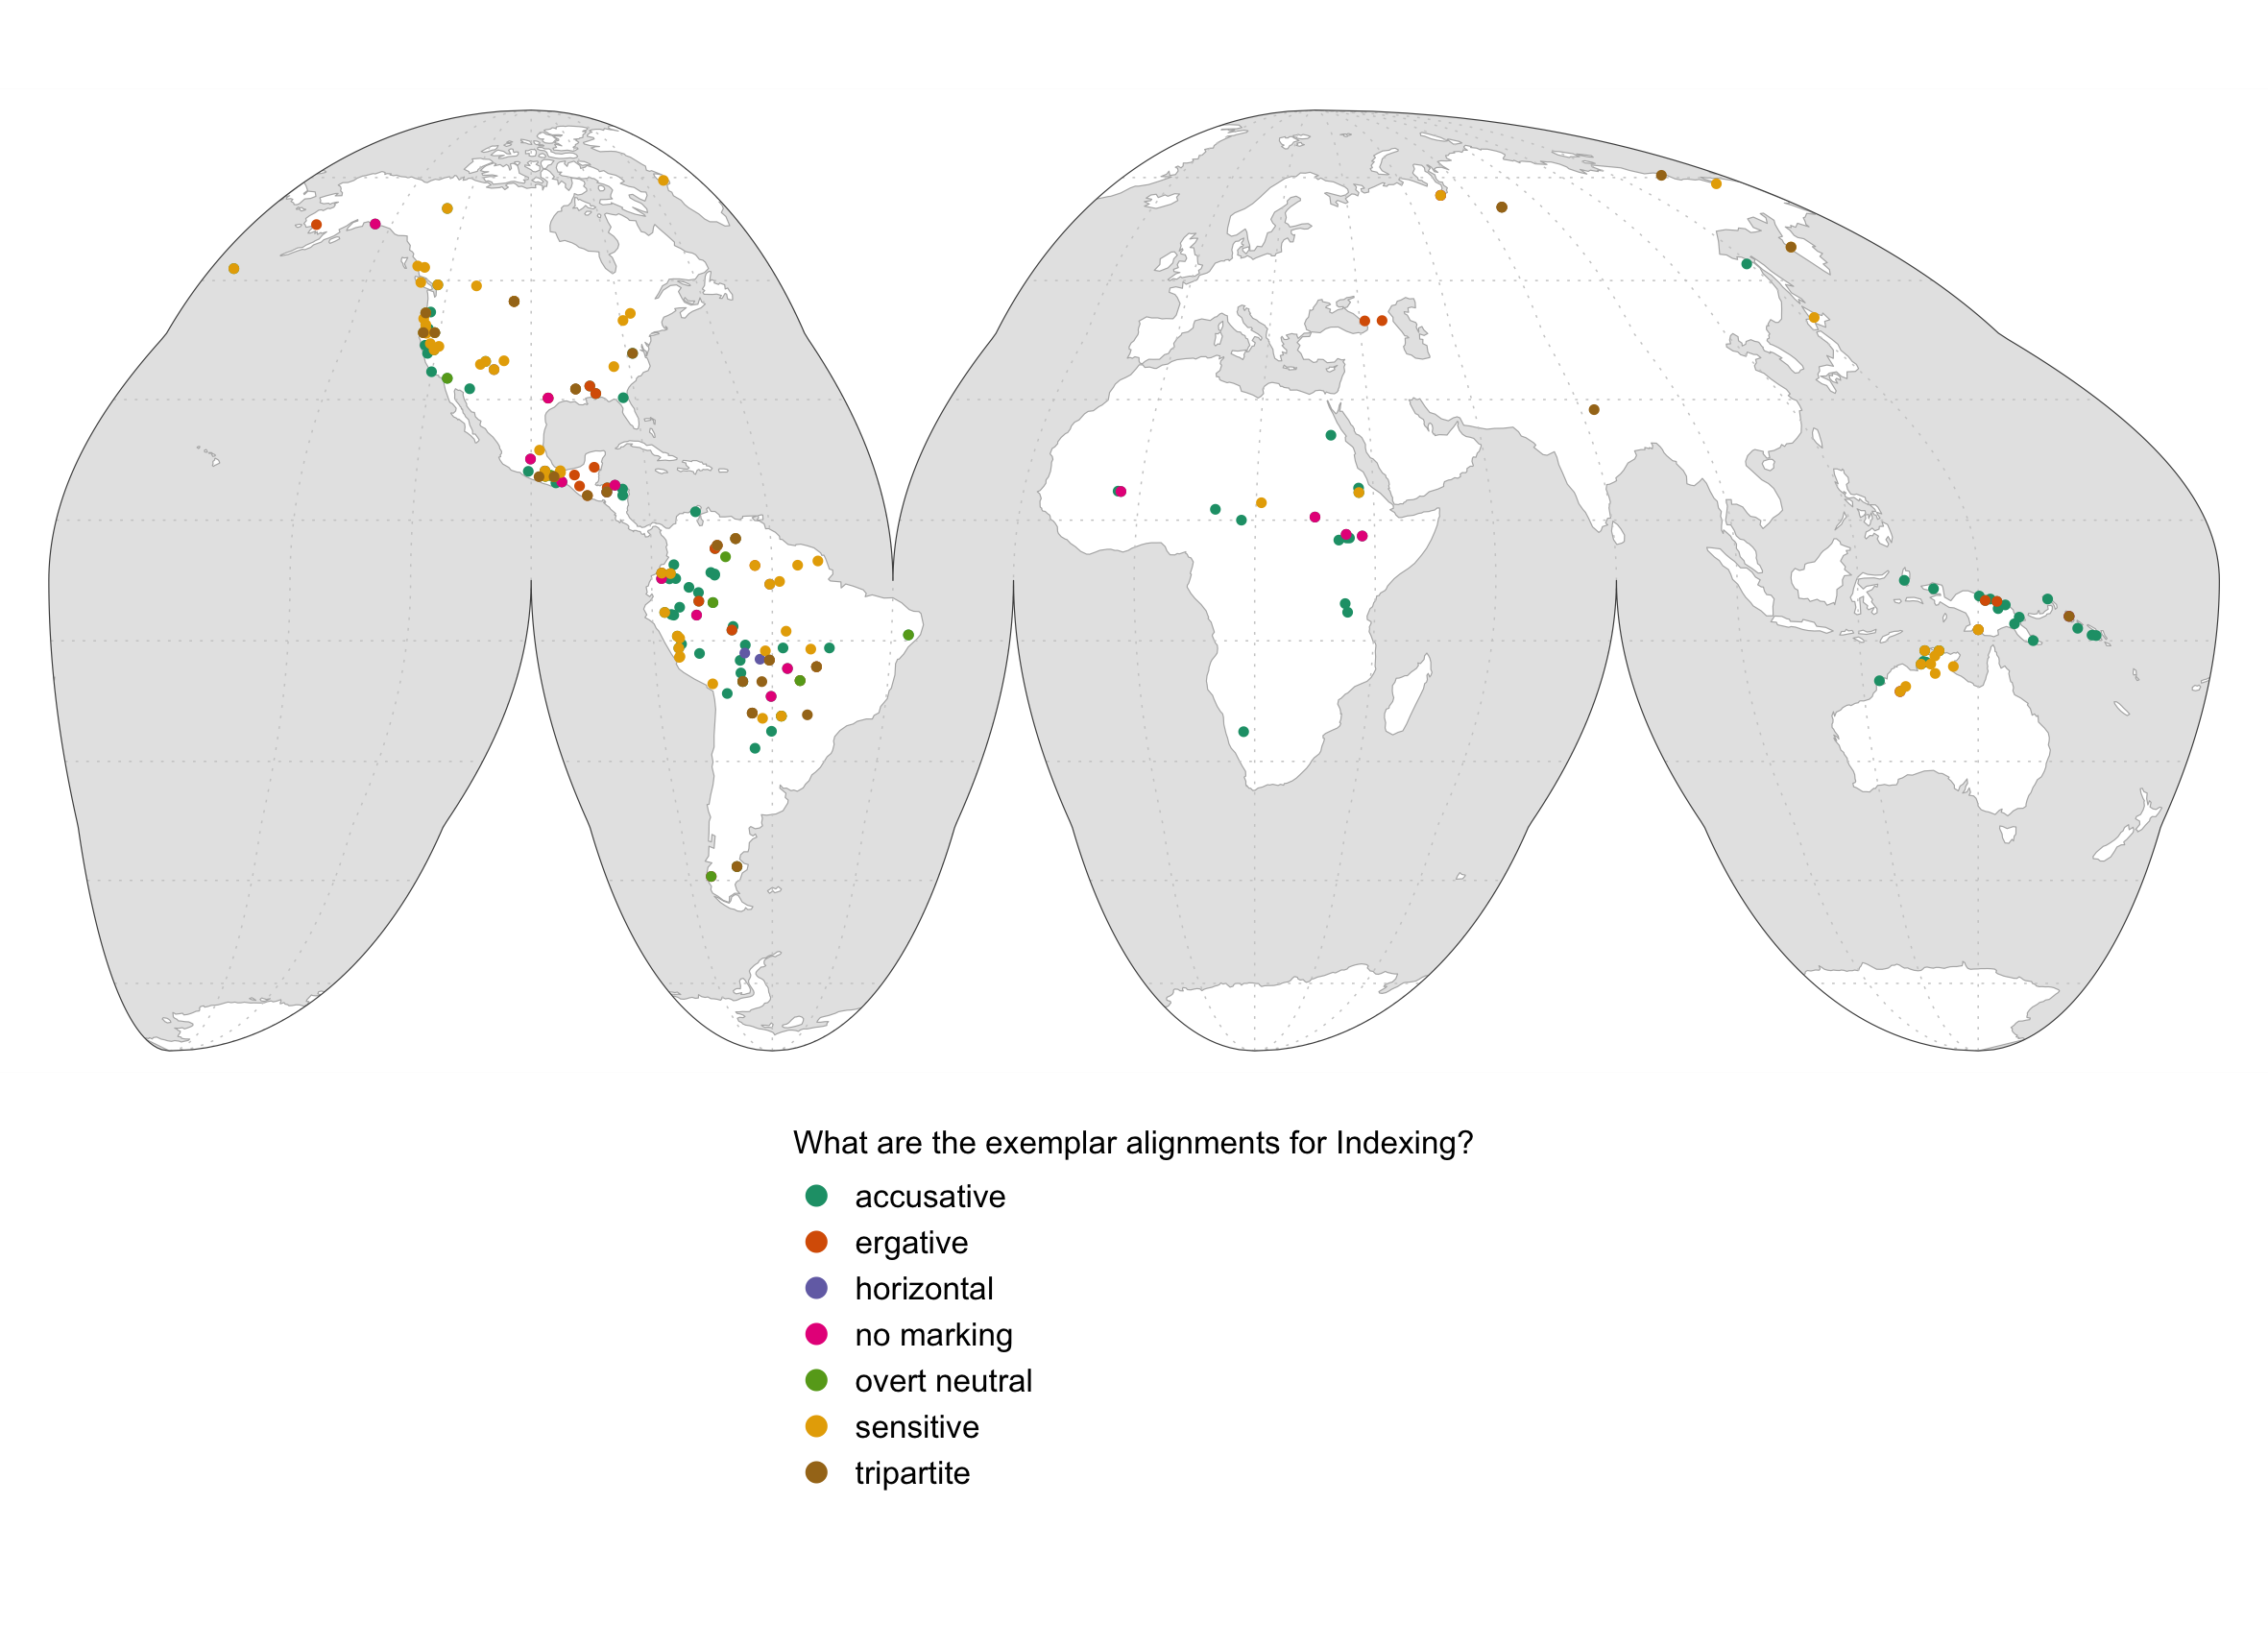 What are the exemplar alignments for Indexing?
accusative
ergative
horizontal
no marking
overt neutral
sensitive
tripartite